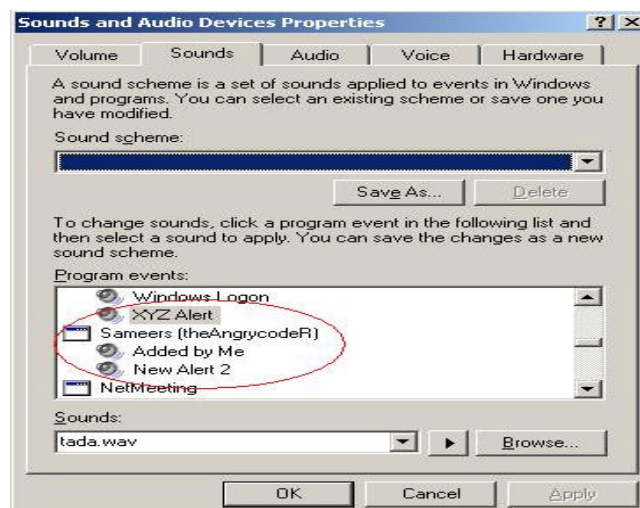 Sounds and Audio Devices Properties
Volume Sounds Audio Voice Hardware
A sound scheme is a set of sounds applied to events in Windows
and programs. You can select an existing scheme or save one you
have modified.
Sound scheme:
Save As... Delete
To change sounds, click a program event in the following list and
then select a sound to apply. You can save the changes as a new
sound scheme.
Program events:
Windows Logon
XYZ Alert
Sameers (theAngrycodeR)
Added by Me
New Alert 2
NetMeeting
Sounds:
tada.wav Browse...
OK Cancel Apply